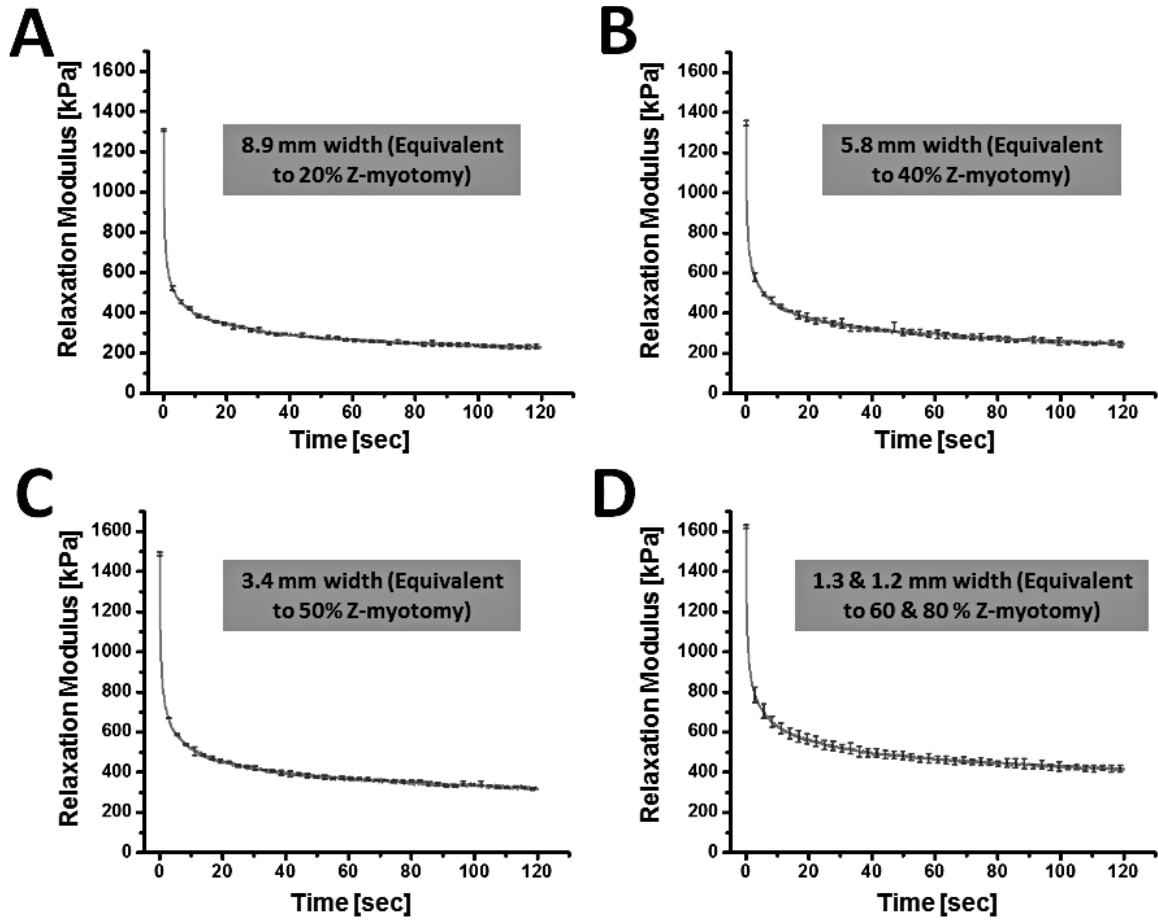 A
Relaxation Modulus [kPa]
1600
1400
1200
1000
800
600
400
200
0
8.9 mm width (Equivalent
to 20% Z-myotomy)
0 20 40 60 80 100 120
Time [sec]
B
Relaxation Modulus [kPa]
1600
1400
1200
1000
800
600
400
200
0
5.8 mm width (Equivalent
to 40% Z-myotomy)
0 20 40 60 80 100 120
Time [sec]
C
Relaxation Modulus [kPa]
1600
1400
1200
1000
800
600
400
200
0
3.4 mm width (Equivalent
to 50% Z-myotomy)
0 20 40 60 80 100 120
Time [sec]
D
Relaxation Modulus [kPa]
1600
1400
1200
1000
800
600
400
200
0
1.3 & 1.2 mm width (Equivalent
to 60 & 80 % Z-myotomy)
0 20 40 60 80 100 120
Time [sec]